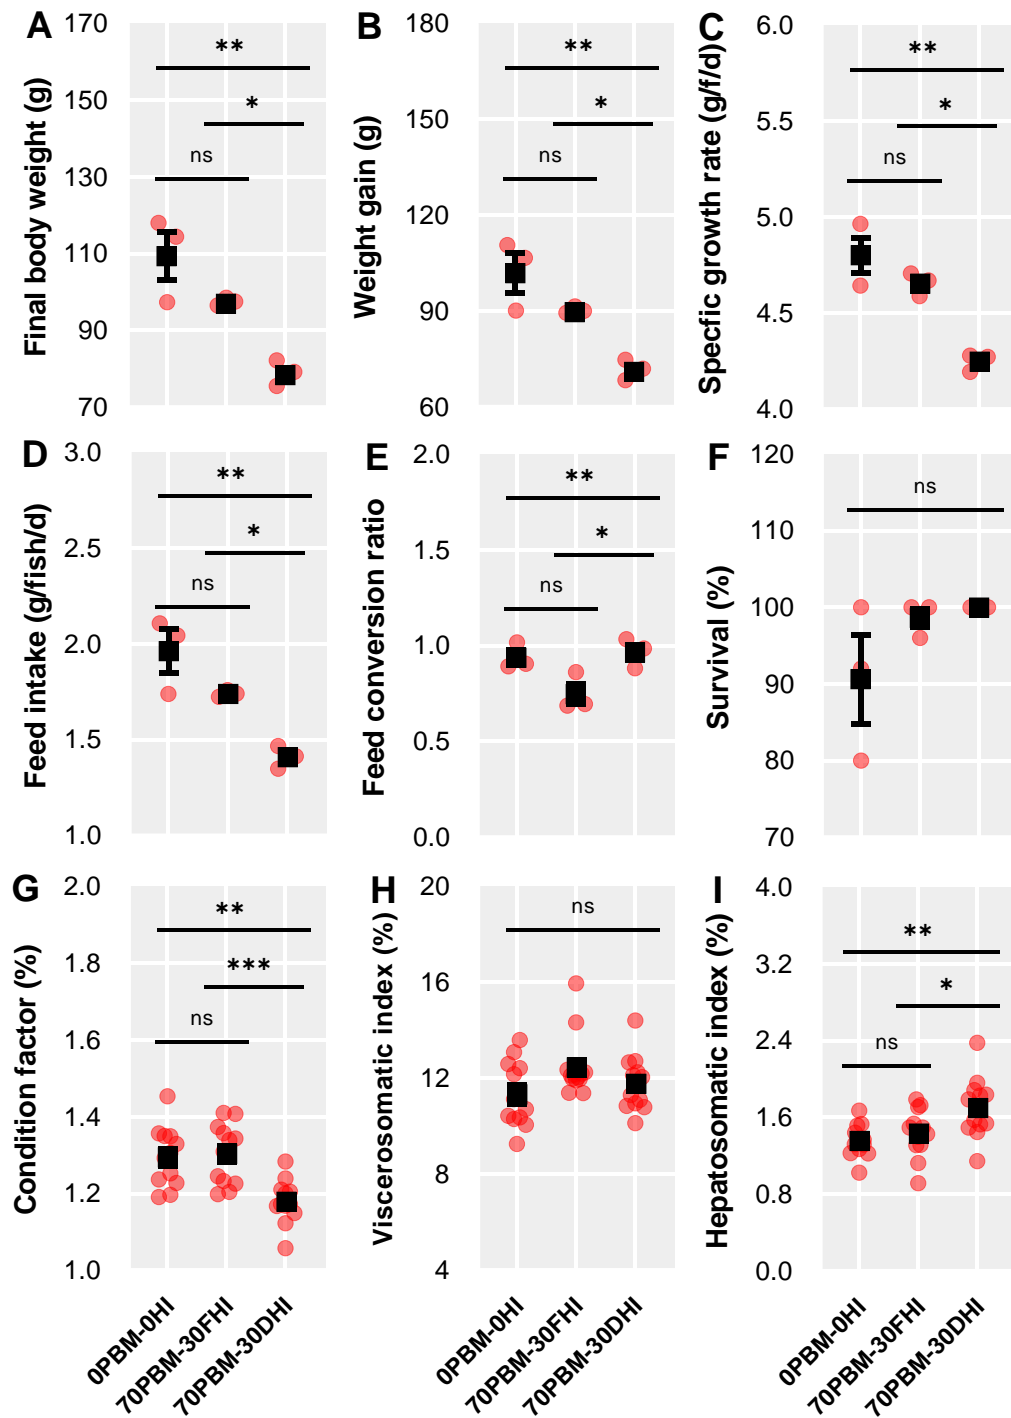 A
Final body weight (g)
170
150
130
110
90
70
**
*
ns
B
Weight gain (g)
180
150
120
90
60
**
*
ns
C
Specfic growth rate (g/f/d)
6.0
5.5
5.0
4.5
4.0
**
*
ns
D
Feed intake (g/fish/d)
3.0
2.5
2.0
1.5
1.0
**
*
ns
E
Feed conversion ratio
2.0
1.5
1.0
0.5
0.0
**
*
ns
F
Survival (%)
120
110
100
90
80
70
ns
G
Condition factor (%)
2.0
1.8
1.6
1.4
1.2
1.0
**
***
ns
H
Viscerosomatic index (%)
20
16
12
8
4
ns
I
Hepatosomatic index (%)
4.0
3.2
2.4
1.6
0.8
0.0
**
*
ns
0PBM-0HI
70PBM-30FHI
70PBM-30DHI
0PBM-0HI
70PBM-30FHI
70PBM-30DHI
0PBM-0HI
70PBM-30FHI
70PBM-30DHI